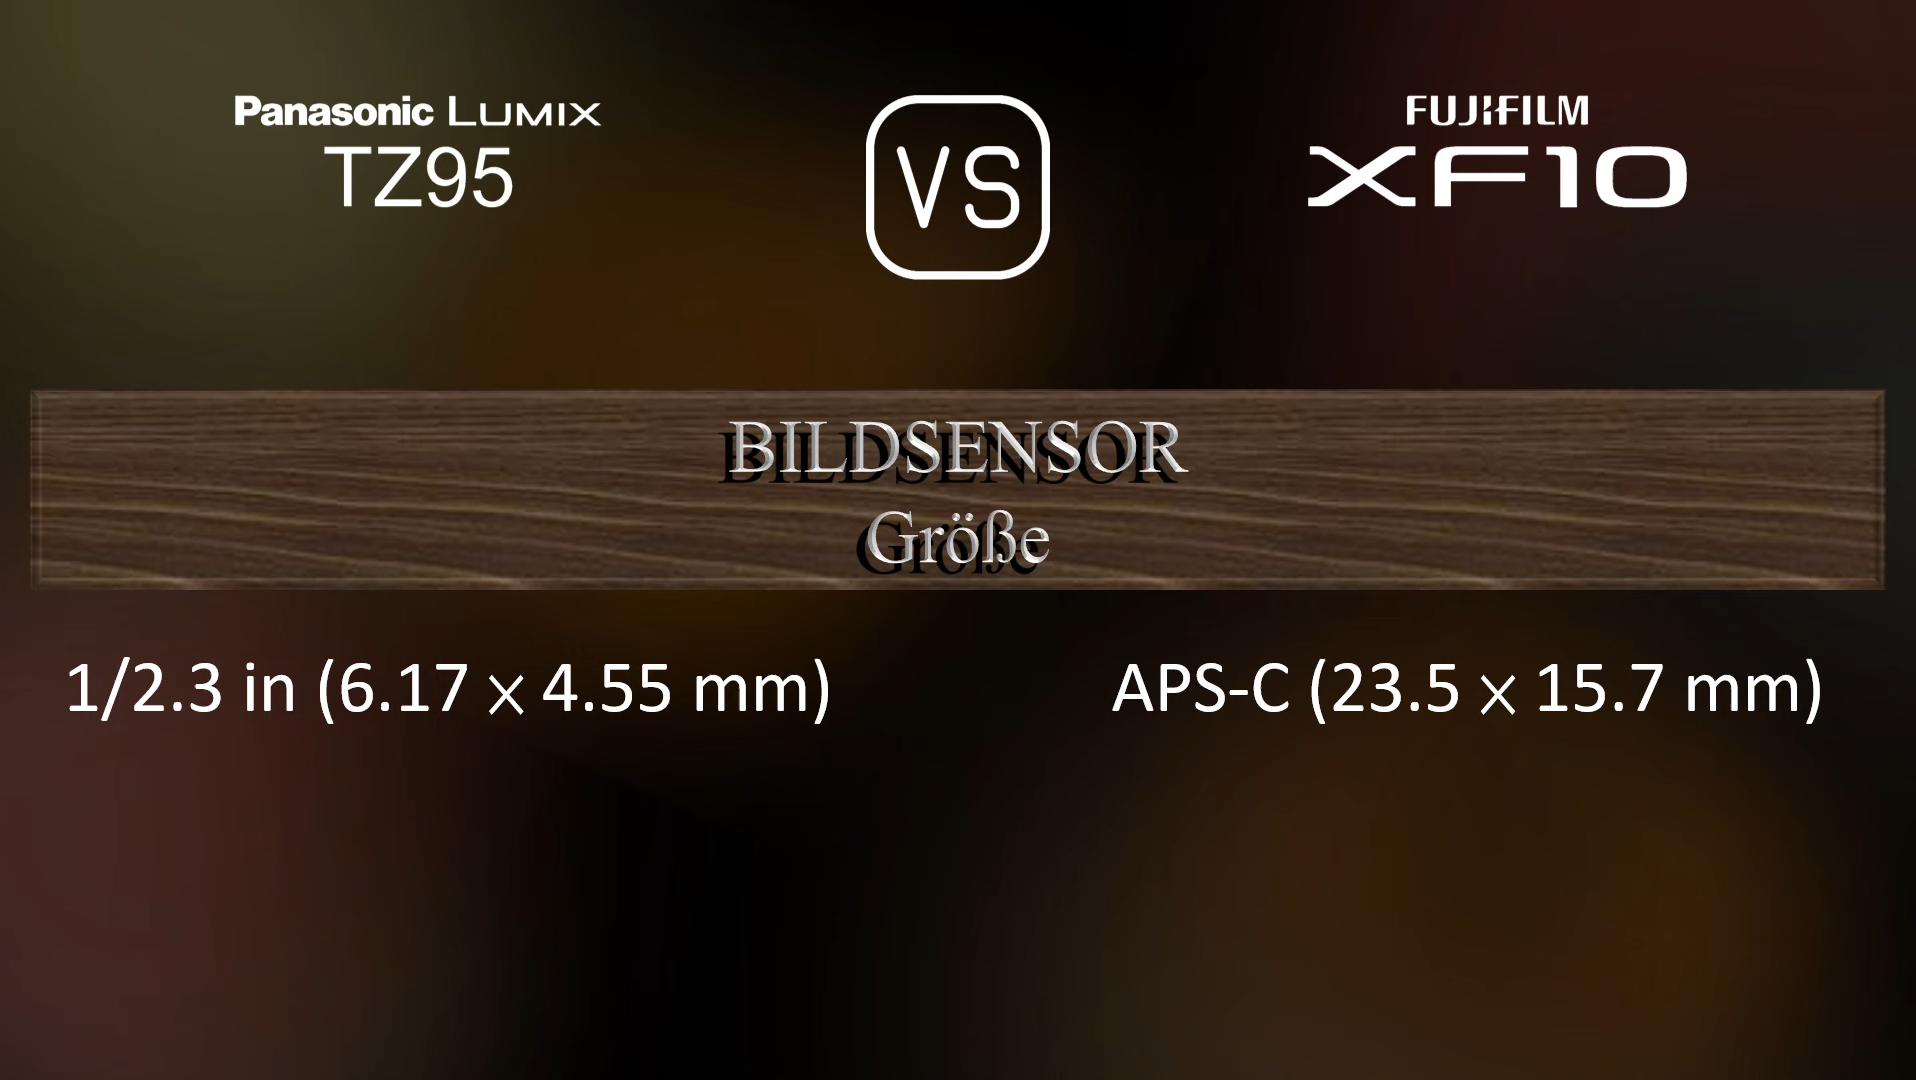 Panasonic LUMIX
TZ95
VS
FUJIFILM
XF10
BILDSENSOR
Größe
1/2.3 in (6.17 x 4.55 mm)
APS-C (23.5 x 15.7 mm)